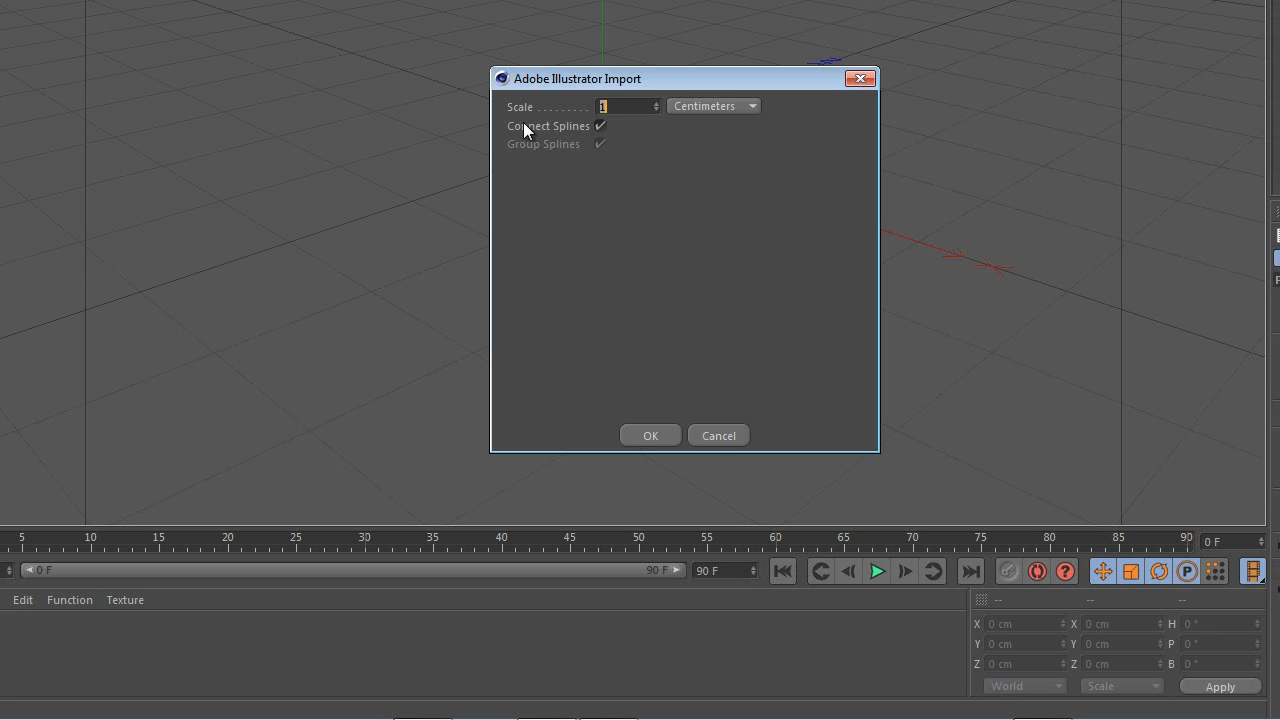 Adobe Illustrator Import
Scale 1 Centimeters
Connect Splines
Group Splines
OK Cancel
5 10 15 20 25 30 35 40 45 50 55 60 65 70 75 80 85 90 0 F
0 F 90 F 90 F
Edit Function Texture
-- -- --
X 0 cm X 0 cm H 0 °
Y 0 cm Y 0 cm P 0 °
Z 0 cm Z 0 cm B 0 °
World Scale Apply